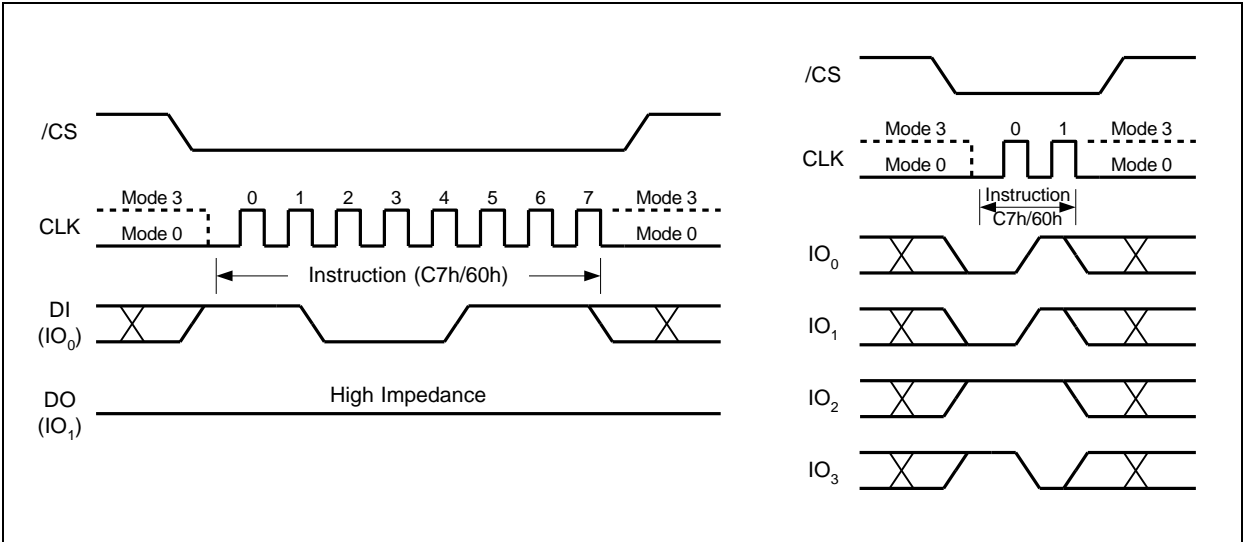 /CS
Mode 3
0 1 2 3 4 5 6 7
Mode 3
CLK
Mode 0
Mode 0
Instruction (C7h/60h)
DI
(IO0)
High Impedance
DO
(IO1)
/CS
Mode 3
0 1
Mode 3
CLK
Mode 0
Mode 0
Instruction
C7h/60h
IO0
IO1
IO2
IO3